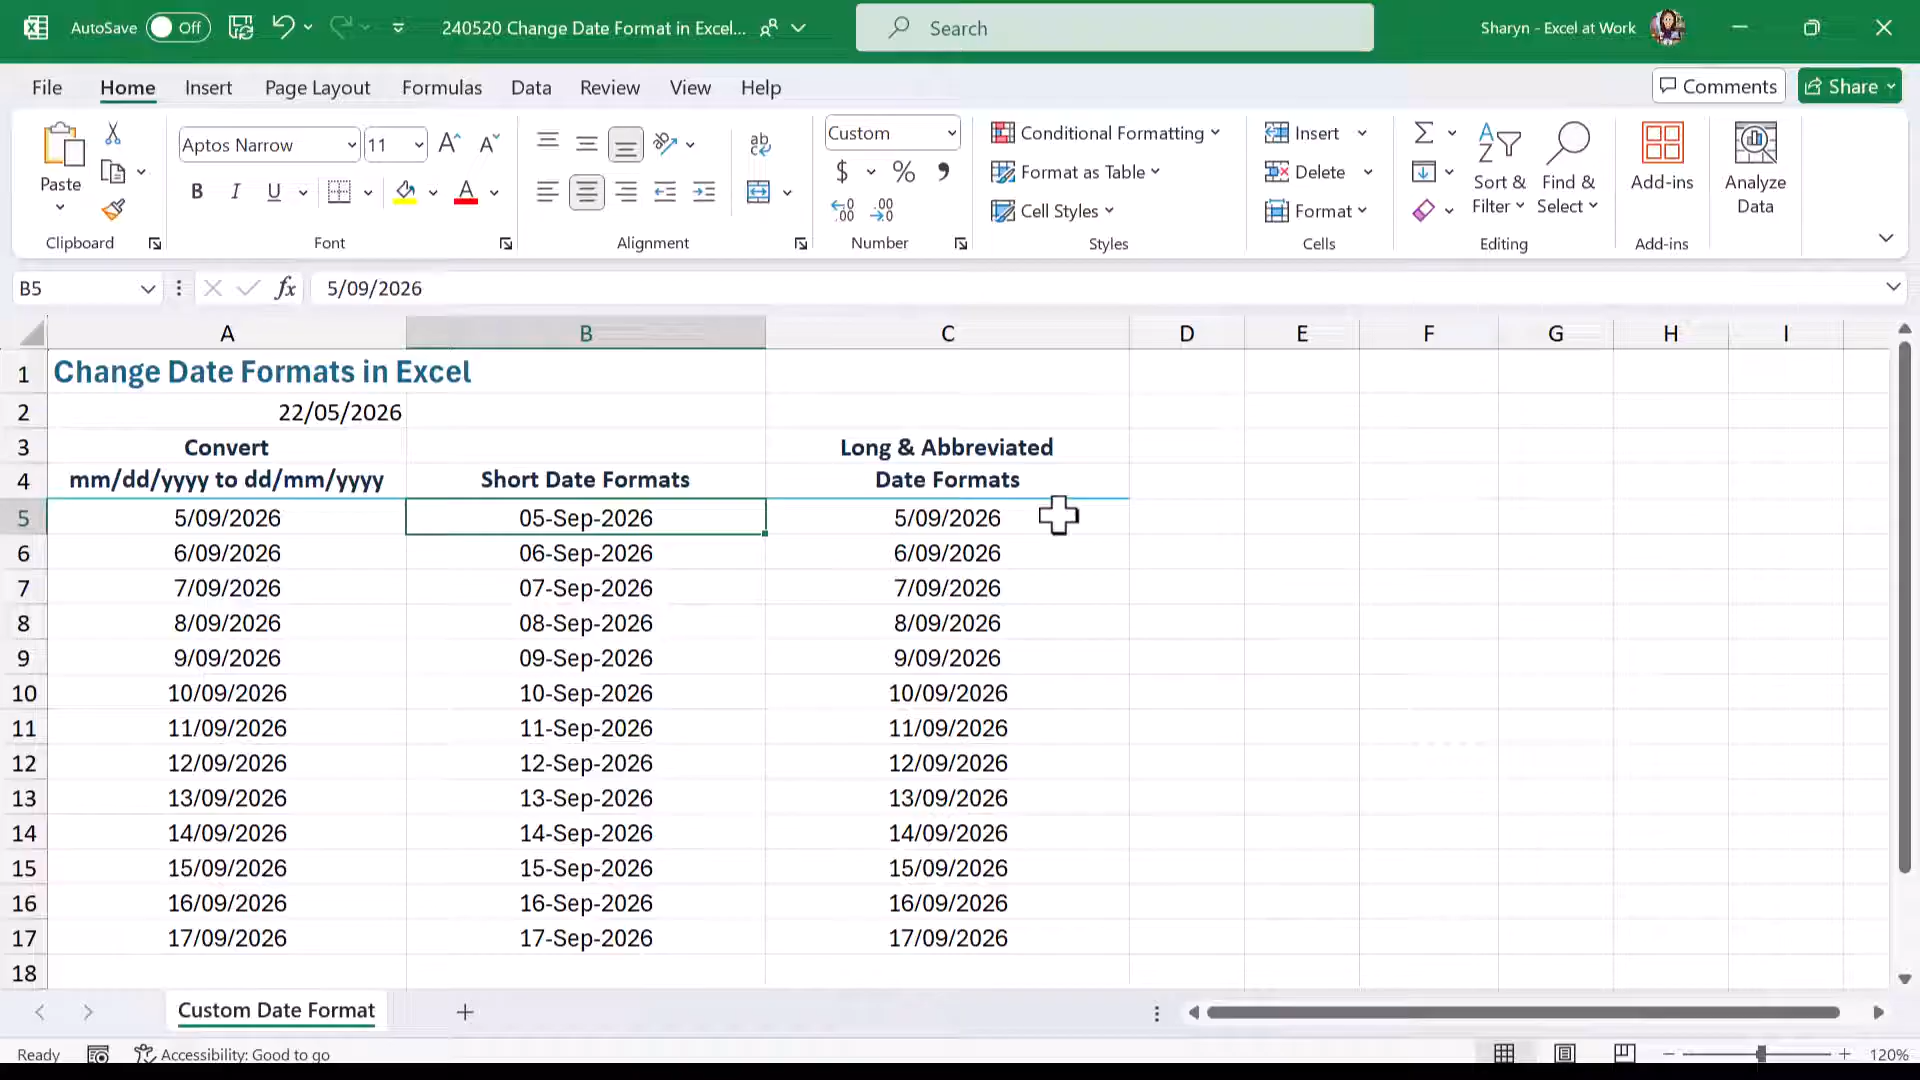 AutoSave Off 240520 Change Date Format in Excel... Search Sharyn - Excel at Work
File Home Insert Page Layout Formulas Data Review View Help Comments Share
Paste
Clipboard
Aptos Narrow 11
B I U A
Font
ab
Alignment
Custom
$ % ,
Number
Conditional Formatting
Format as Table
Cell Styles
Styles
Insert
Delete
Format
Cells
Sort & Filter
Find & Select
Editing
Add-ins
Add-ins
Analyze Data
B5 fx 5/09/2026
A B C D E F G H I
1 Change Date Formats in Excel
2 22/05/2026
3 Convert Long & Abbreviated
4 mm/dd/yyyy to dd/mm/yyyy Short Date Formats Date Formats
5 5/09/2026 05-Sep-2026 5/09/2026
6 6/09/2026 06-Sep-2026 6/09/2026
7 7/09/2026 07-Sep-2026 7/09/2026
8 8/09/2026 08-Sep-2026 8/09/2026
9 9/09/2026 09-Sep-2026 9/09/2026
10 10/09/2026 10-Sep-2026 10/09/2026
11 11/09/2026 11-Sep-2026 11/09/2026
12 12/09/2026 12-Sep-2026 12/09/2026
13 13/09/2026 13-Sep-2026 13/09/2026
14 14/09/2026 14-Sep-2026 14/09/2026
15 15/09/2026 15-Sep-2026 15/09/2026
16 16/09/2026 16-Sep-2026 16/09/2026
17 17/09/2026 17-Sep-2026 17/09/2026
18
Custom Date Format
Ready Accessibility: Good to go 120%